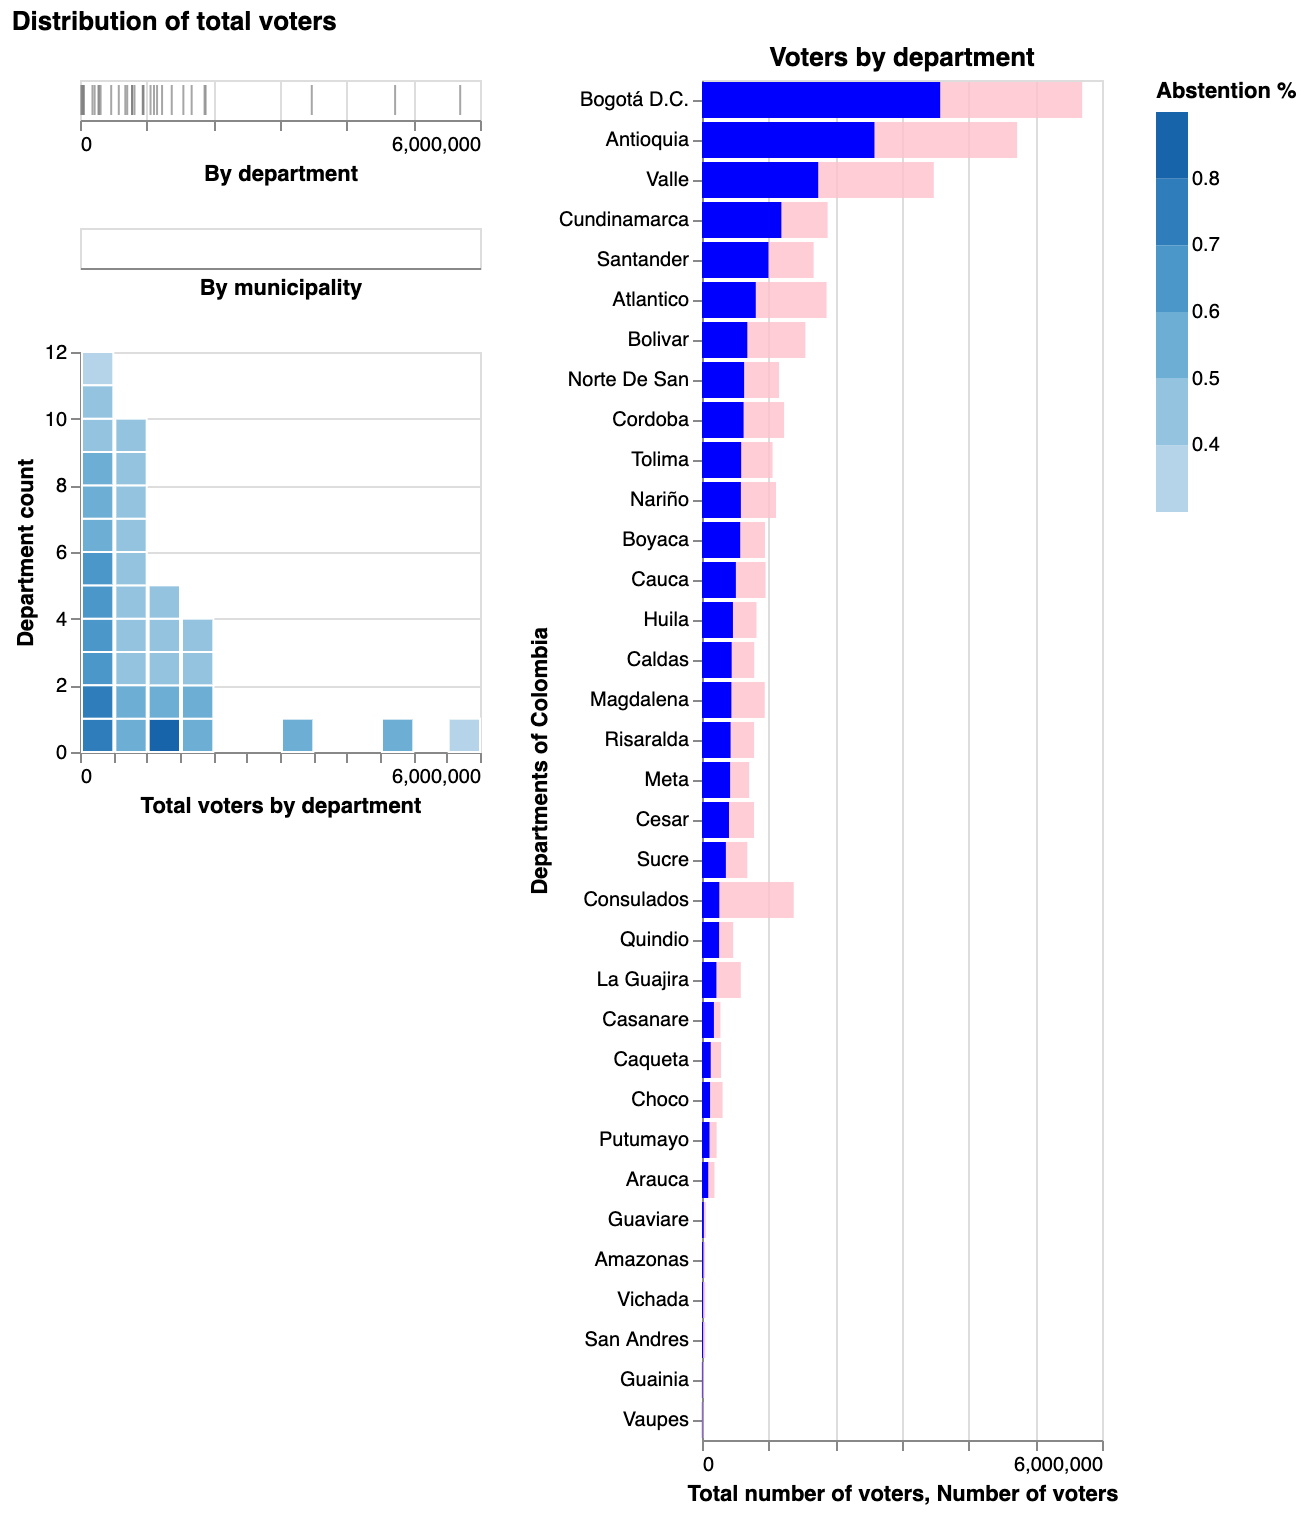 Distribution of total voters
0
6,000,000
By department
By municipality
12
10
8
6
4
2
0
Department count
0
6,000,000
Total voters by department
Voters by department
Departments of Colombia
Bogotá D.C.
Antioquia
Valle
Cundinamarca
Santander
Atlantico
Bolivar
Norte De San
Cordoba
Tolima
Nariño
Boyaca
Cauca
Huila
Caldas
Magdalena
Risaralda
Meta
Cesar
Sucre
Consulados
Quindio
La Guajira
Casanare
Caqueta
Choco
Putumayo
Arauca
Guaviare
Amazonas
Vichada
San Andres
Guainia
Vaupes
0
6,000,000
Total number of voters, Number of voters
Abstention %
0.8
0.7
0.6
0.5
0.4